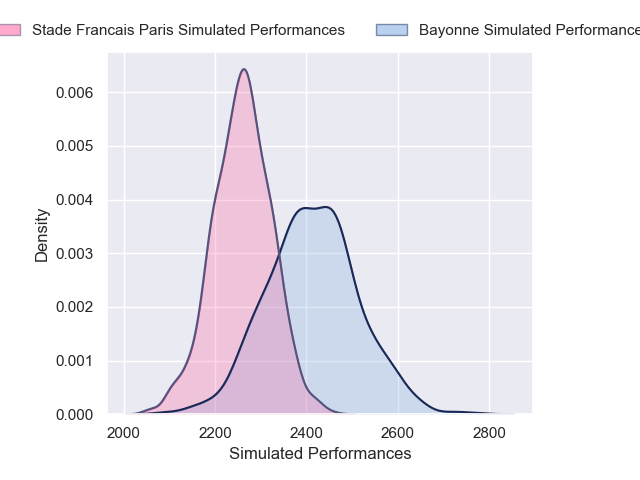 Stade Francais Paris Simulated Performances
Bayonne Simulated Performance
0.006
0.005
0.004
0.003
0.002
0.001
0.000
Density
2000 2200 2400 2600 2800
Simulated Performances